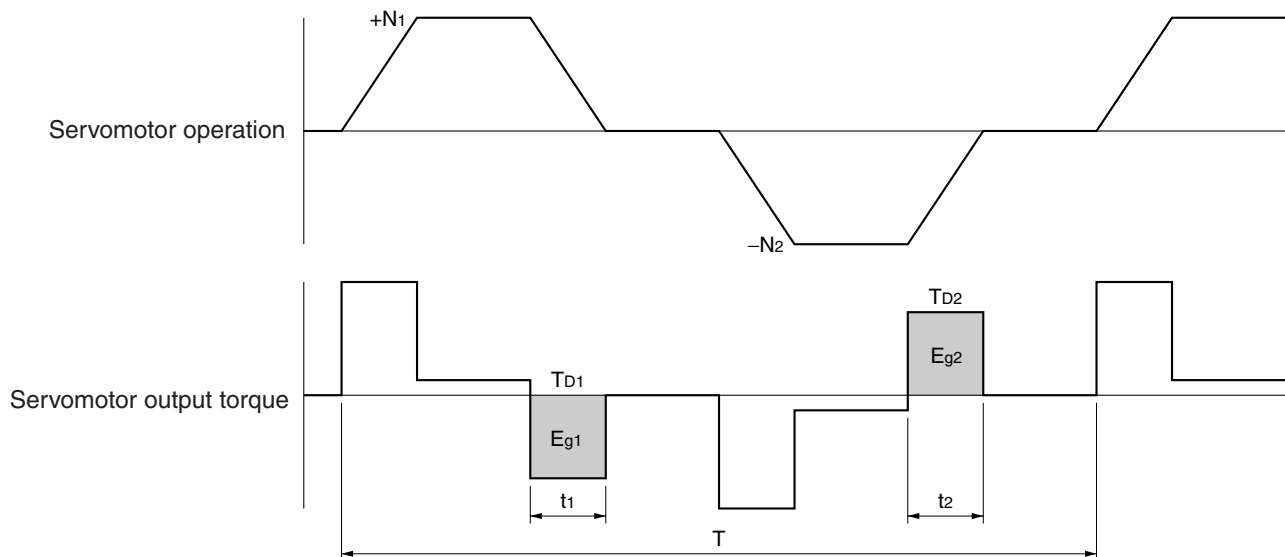 +N1
Servomotor operation
−N2
TD2
Eg2
TD1
Servomotor output torque
Eg1
t1
t2
T